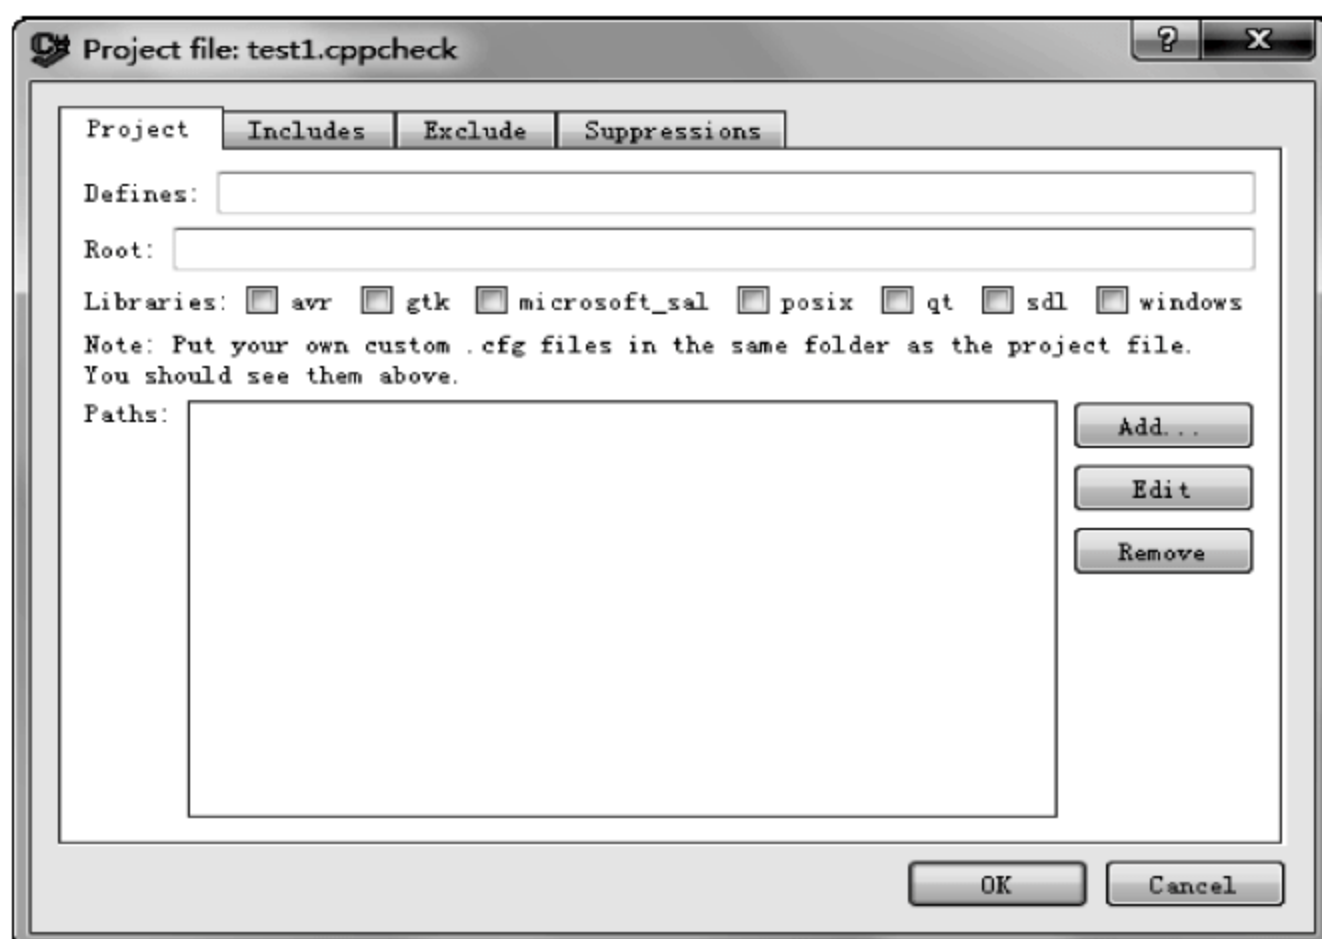 Project file: test1.cppcheck
Project Includes Exclude Suppressions
Defines:
Root:
Libraries: avr gtk microsoft_sal posix qt sdl windows
Note: Put your own custom .cfg files in the same folder as the project file.
You should see them above.
Paths:
Add...
Edit
Remove
OK Cancel